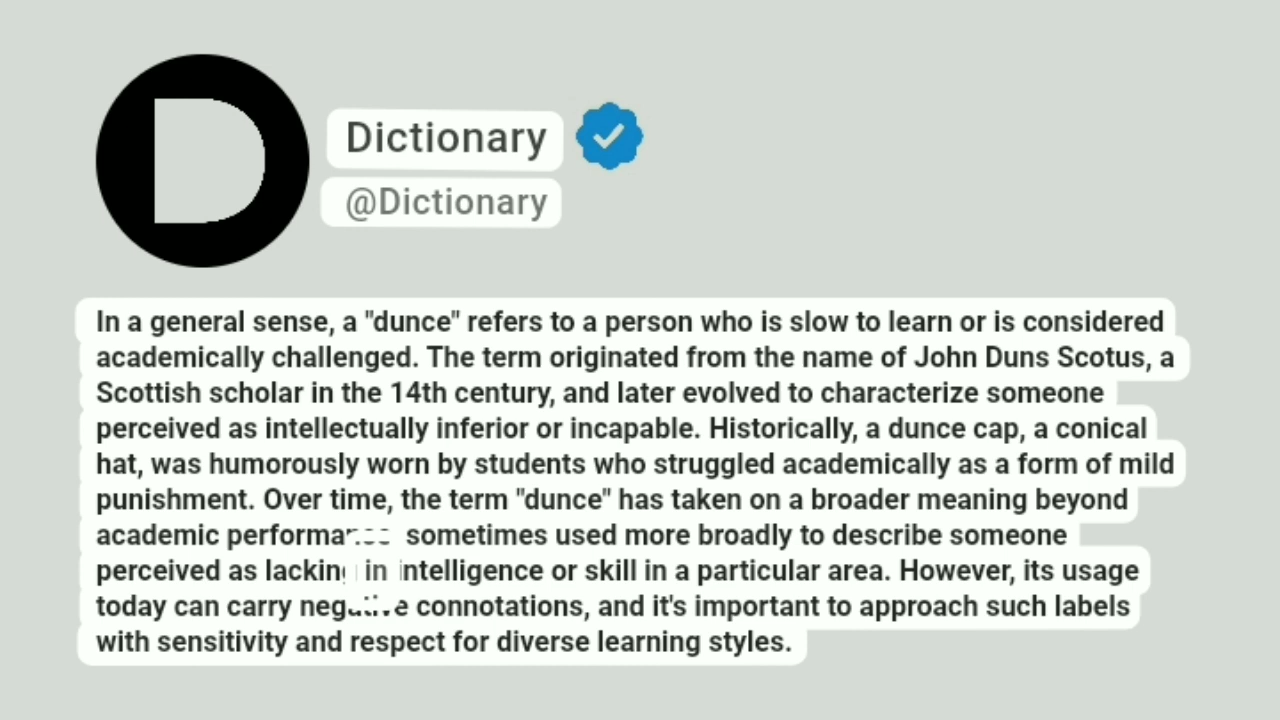 D
Dictionary
@Dictionary
In a general sense, a "dunce" refers to a person who is slow to learn or is considered
academically challenged. The term originated from the name of John Duns Scotus, a
Scottish scholar in the 14th century, and later evolved to characterize someone
perceived as intellectually inferior or incapable. Historically, a dunce cap, a conical
hat, was humorously worn by students who struggled academically as a form of mild
punishment. Over time, the term "dunce" has taken on a broader meaning beyond
academic sometimes used more broadly to describe someone
perceived as lacking in intelligence or skill in a particular area. However, its usage
today can carry negative connotations, and it's important to approach such labels
with sensitivity and respect for diverse learning styles.